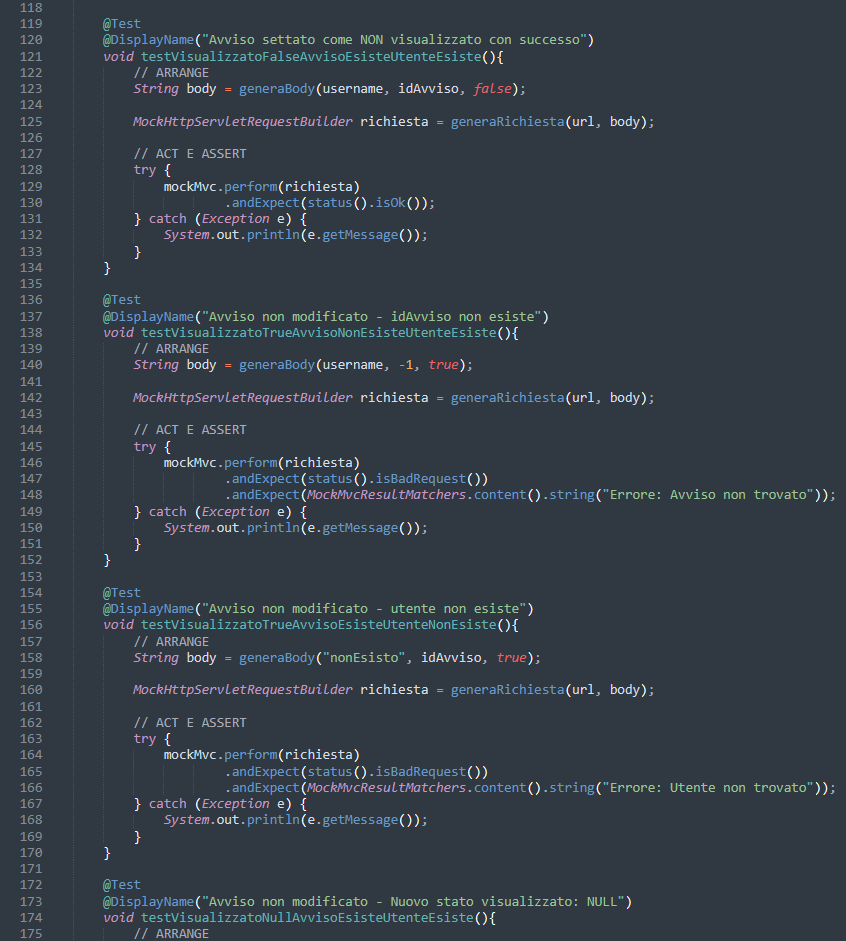 118
119 @Test
120 @DisplayName("Avviso settato come NON visualizzato con successo")
121 void testVisualizzatoFalseAvvisoEsisteUtenteEsiste(){
122 // ARRANGE
123 String body = generaBody(username, idAvviso, false);
124
125 MockHttpServletRequestBuilder richiesta = generaRichiesta(url, body);
126
127 // ACT E ASSERT
128 try {
129 mockMvc.perform(richiesta)
130 .andExpect(status().isOk());
131 } catch (Exception e) {
132 System.out.println(e.getMessage());
133 }
134 }
135
136 @Test
137 @DisplayName("Avviso non modificato - idAvviso non esiste")
138 void testVisualizzatoTrueAvvisoNonEsisteUtenteEsiste(){
139 // ARRANGE
140 String body = generaBody(username, -1, true);
141
142 MockHttpServletRequestBuilder richiesta = generaRichiesta(url, body);
143
144 // ACT E ASSERT
145 try {
146 mockMvc.perform(richiesta)
147 .andExpect(status().isBadRequest())
148 .andExpect(MockMvcResultMatchers.content().string("Errore: Avviso non trovato"));
149 } catch (Exception e) {
150 System.out.println(e.getMessage());
151 }
152 }
153
154 @Test
155 @DisplayName("Avviso non modificato - utente non esiste")
156 void testVisualizzatoTrueAvvisoEsisteUtenteNonEsiste(){
157 // ARRANGE
158 String body = generaBody("nonEsisto", idAvviso, true);
159
160 MockHttpServletRequestBuilder richiesta = generaRichiesta(url, body);
161
162 // ACT E ASSERT
163 try {
164 mockMvc.perform(richiesta)
165 .andExpect(status().isBadRequest())
166 .andExpect(MockMvcResultMatchers.content().string("Errore: Utente non trovato"));
167 } catch (Exception e) {
168 System.out.println(e.getMessage());
169 }
170 }
171
172 @Test
173 @DisplayName("Avviso non modificato - Nuovo stato visualizzato: NULL")
174 void testVisualizzatoNullAvvisoEsisteUtenteEsiste(){
175 // ARRANGE